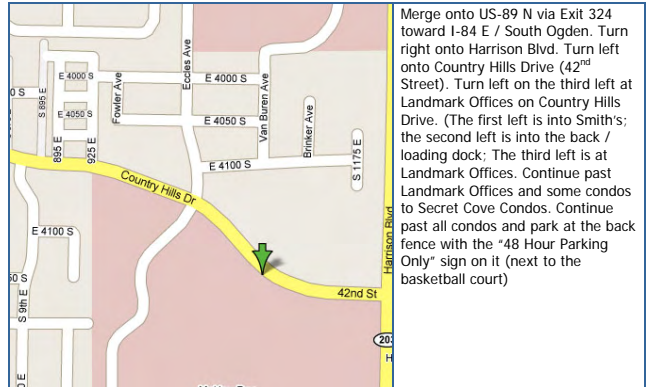 Merge onto US-89 N via Exit 324
toward I-84 E / South Ogden. Turn
right onto Harrison Blvd. Turn left
onto Country Hills Drive (42nd
Street). Turn left on the third left at
Landmark Offices on Country Hills
Drive. (The first left is into Smith's;
the second left is into the back /
loading dock; The third left is at
Landmark Offices. Continue past
Landmark Offices and some condos
to Secret Cove Condos. Continue
past all condos and park at the back
fence with the "48 Hour Parking
Only" sign on it (next to the
basketball court)
Eccles Ave
E 4000 S
E 4000 S
Fowler Ave
Van Buren Ave
S 895 E
0 S
E 4050 S
E 4050 S
Brinker Ave
895 E
925 E
E 4100 S
S 1175 E
Country Hills Dr
Harrison Blvd
E 4100 S
50 S
S 9th E
42nd St
203
H
0 E